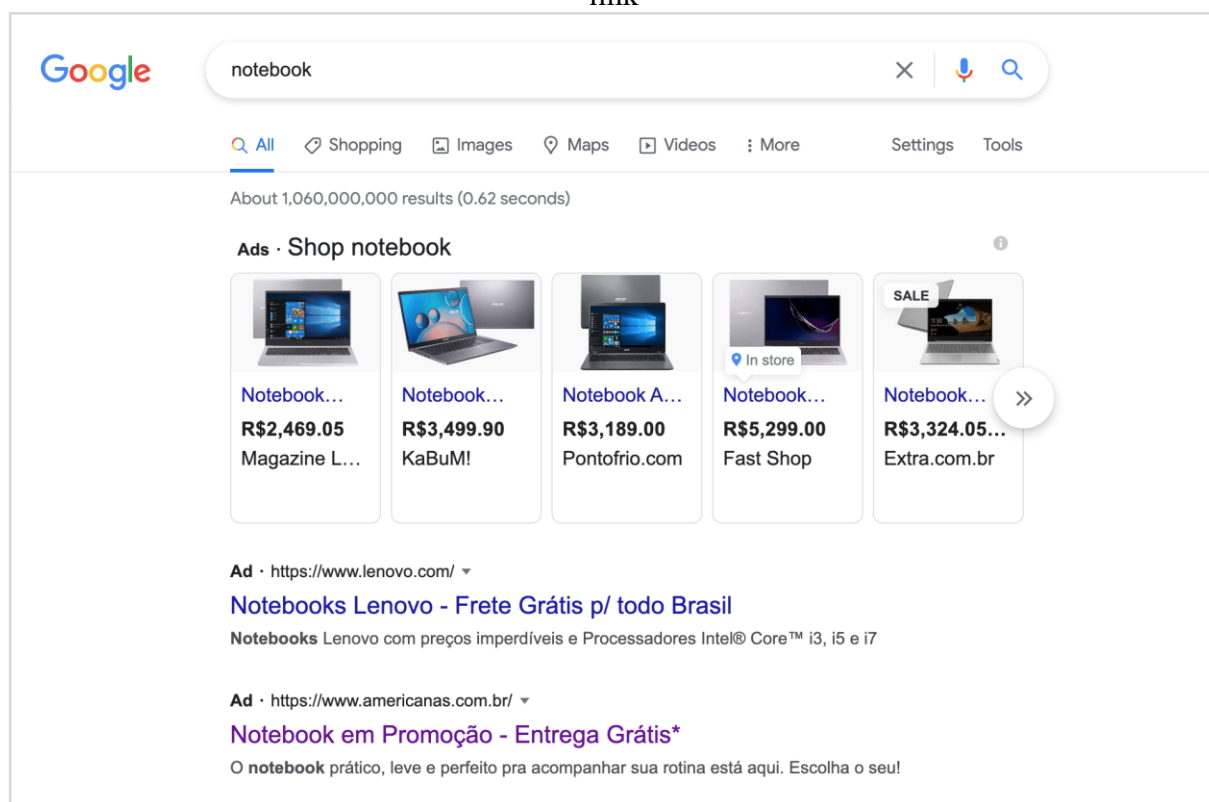 link
Google
notebook
All Shopping Images Maps Videos More Settings Tools
About 1,060,000,000 results (0.62 seconds)
Ads · Shop notebook
SALE
In store
Notebook... Notebook... Notebook A... Notebook... Notebook...
R$2,469.05 R$3,499.90 R$3,189.00 R$5,299.00 R$3,324.05...
Magazine L... KaBuM! Pontofrio.com Fast Shop Extra.com.br
Ad · https://www.lenovo.com/
Notebooks Lenovo - Frete Grátis p/ todo Brasil
Notebooks Lenovo com preços imperdíveis e Processadores Intel® Core™ i3, i5 e i7
Ad · https://www.americanas.com.br/
Notebook em Promoção - Entrega Grátis*
O notebook prático, leve e perfeito pra acompanhar sua rotina está aqui. Escolha o seu!